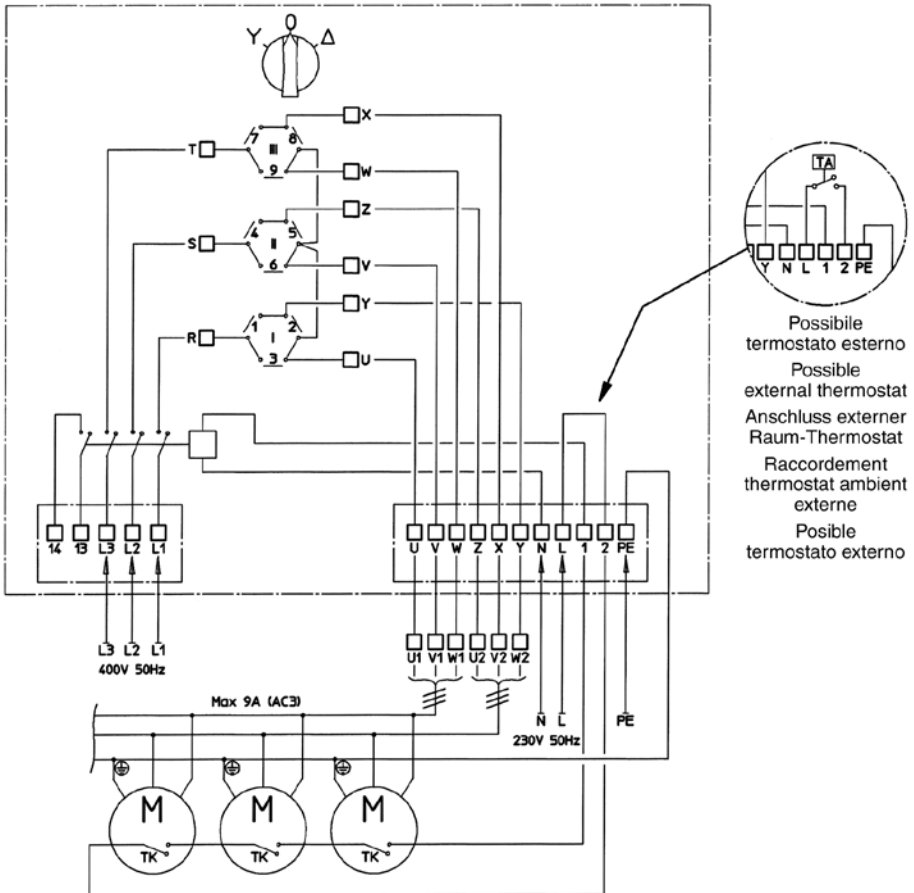 Y O Δ
X
7 8
T III
9 W
Z
4 5
S II
6 V
Y
1 2
R I
3 U
14 13 L3 L2 L1
U V W Z X Y N L 1 2 PE
L3 L2 L1
400V 50Hz
U1 V1 W1 U2 V2 W2
Max 9A (AC3)
N L PE
230V 50Hz
M M M
TK TK TK
TA
Y N L 1 2 PE
Possibile
termostato esterno
Possible
external thermostat
Anschluss externer
Raum-Thermostat
Raccordement
thermostat ambient
externe
Posible
termostato externo